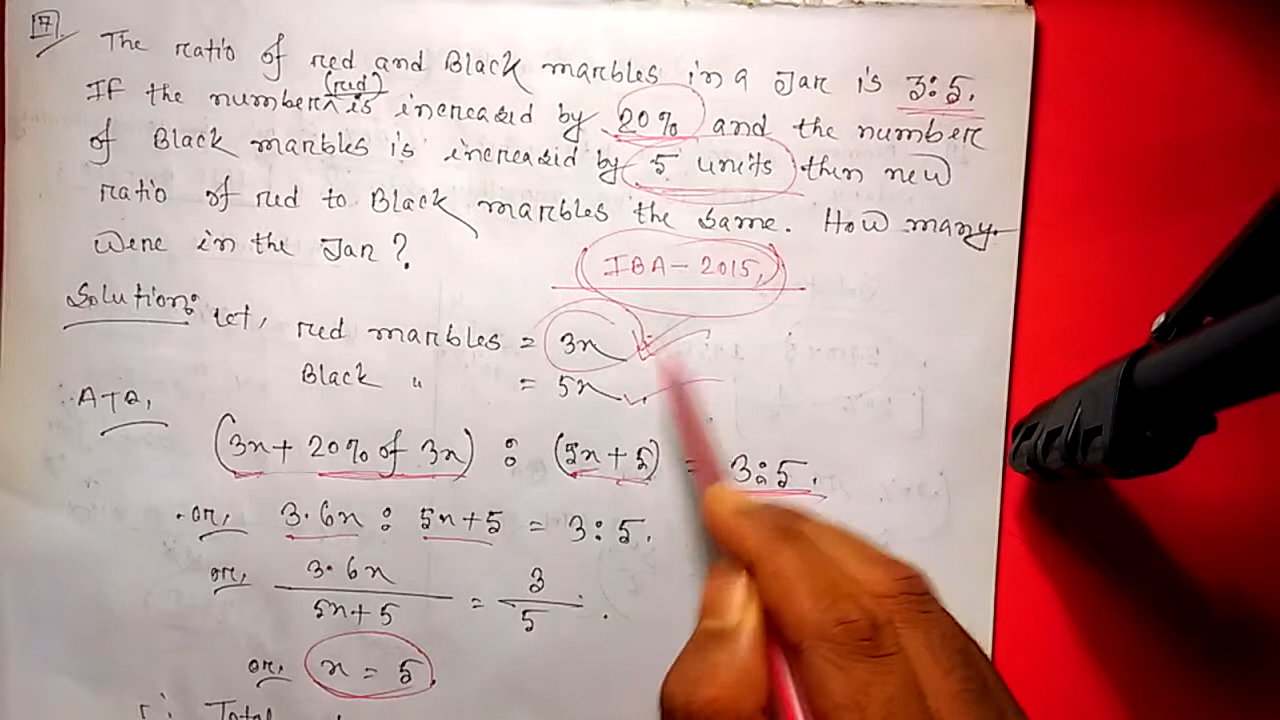 17.
The ratio of red and Black marbles in a Jar is 3:5.
If the number (red) is increased by 20% and the number
of Black marbles is increased by 5 units then new
ratio of red to Black marbles the same. How many
were in the Jar?
(IBA - 2015,)
Solution: let, red marbles = 3x
Black " = 5x
ATQ,
(3x + 20% of 3x) : (5x + 5) = 3:5.
or, 3.6x : 5x + 5 = 3:5.
or, 3.6x / 5x + 5 = 3 / 5.
or, x = 5
Total